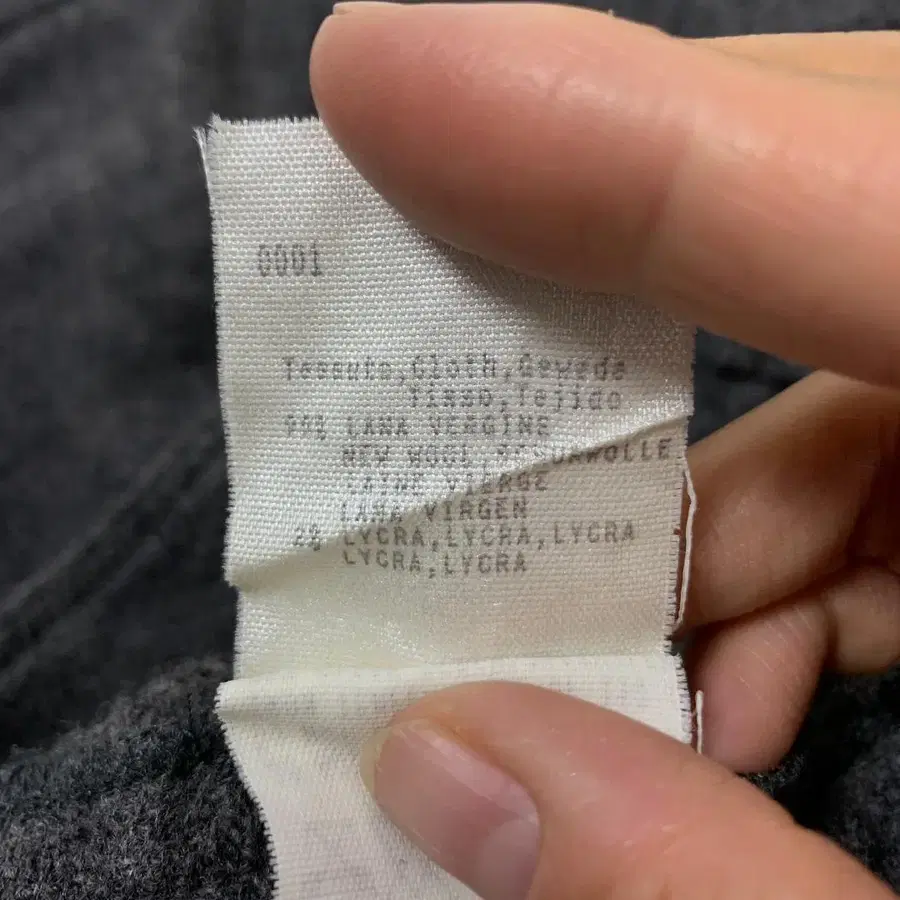 0001
Tessuto,Cloth,Gewebe
Tisso,Tejido
98% LANA VERGINE
NEW WOOL,SCHURWOLLE
LAINE VIERGE
LANA VIRGEN
2% LYCRA,LYCRA,LYCRA
LYCRA,LYCRA